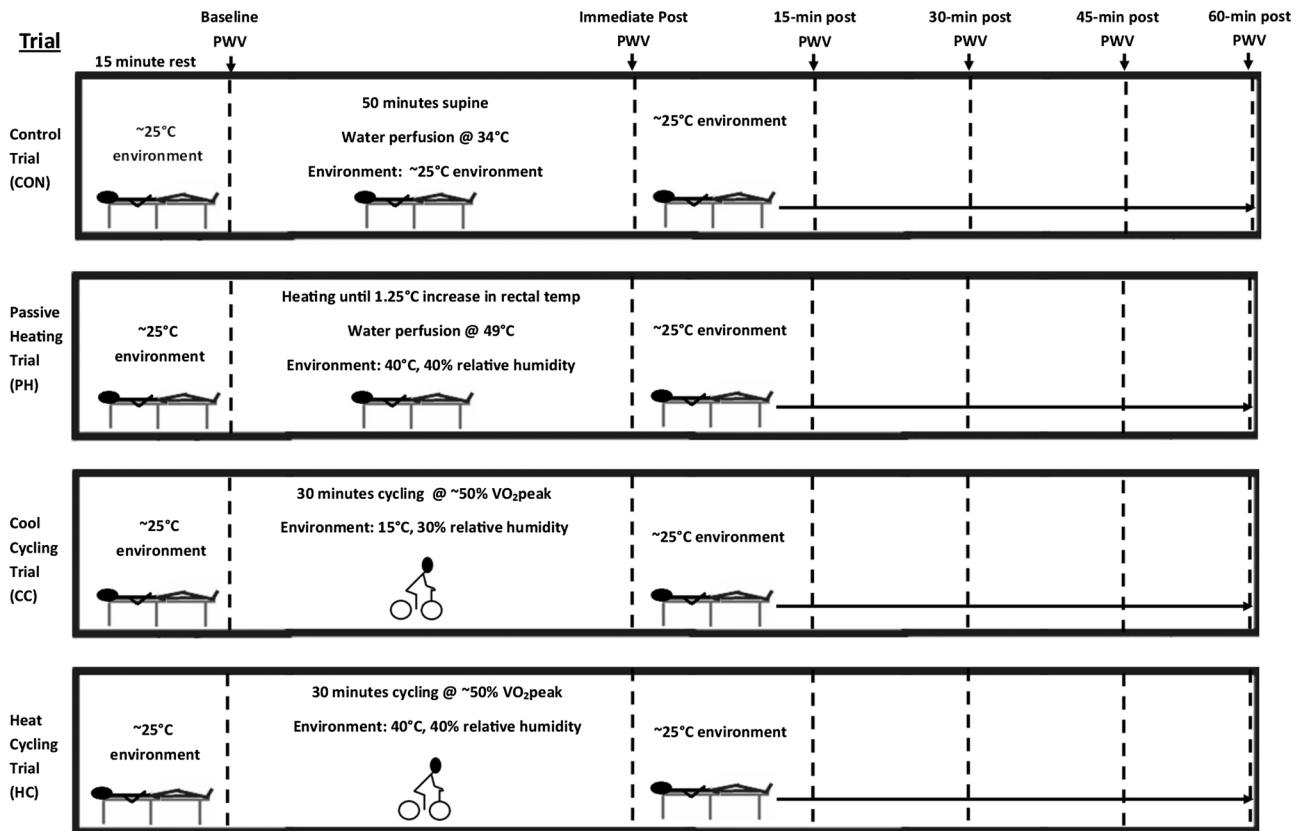 Trial
Baseline
PWV
Immediate Post
PWV
15-min post
PWV
30-min post
PWV
45-min post
PWV
60-min post
PWV
15 minute rest
Control
Trial
(CON)
~25°C
environment
50 minutes supine
Water perfusion @ 34°C
Environment: ~25°C environment
~25°C environment
Passive
Heating
Trial
(PH)
~25°C
environment
Heating until 1.25°C increase in rectal temp
Water perfusion @ 49°C
Environment: 40°C, 40% relative humidity
~25°C environment
Cool
Cycling
Trial
(CC)
~25°C
environment
30 minutes cycling @ ~50% VO₂peak
Environment: 15°C, 30% relative humidity
~25°C environment
Heat
Cycling
Trial
(HC)
~25°C
environment
30 minutes cycling @ ~50% VO₂peak
Environment: 40°C, 40% relative humidity
~25°C environment